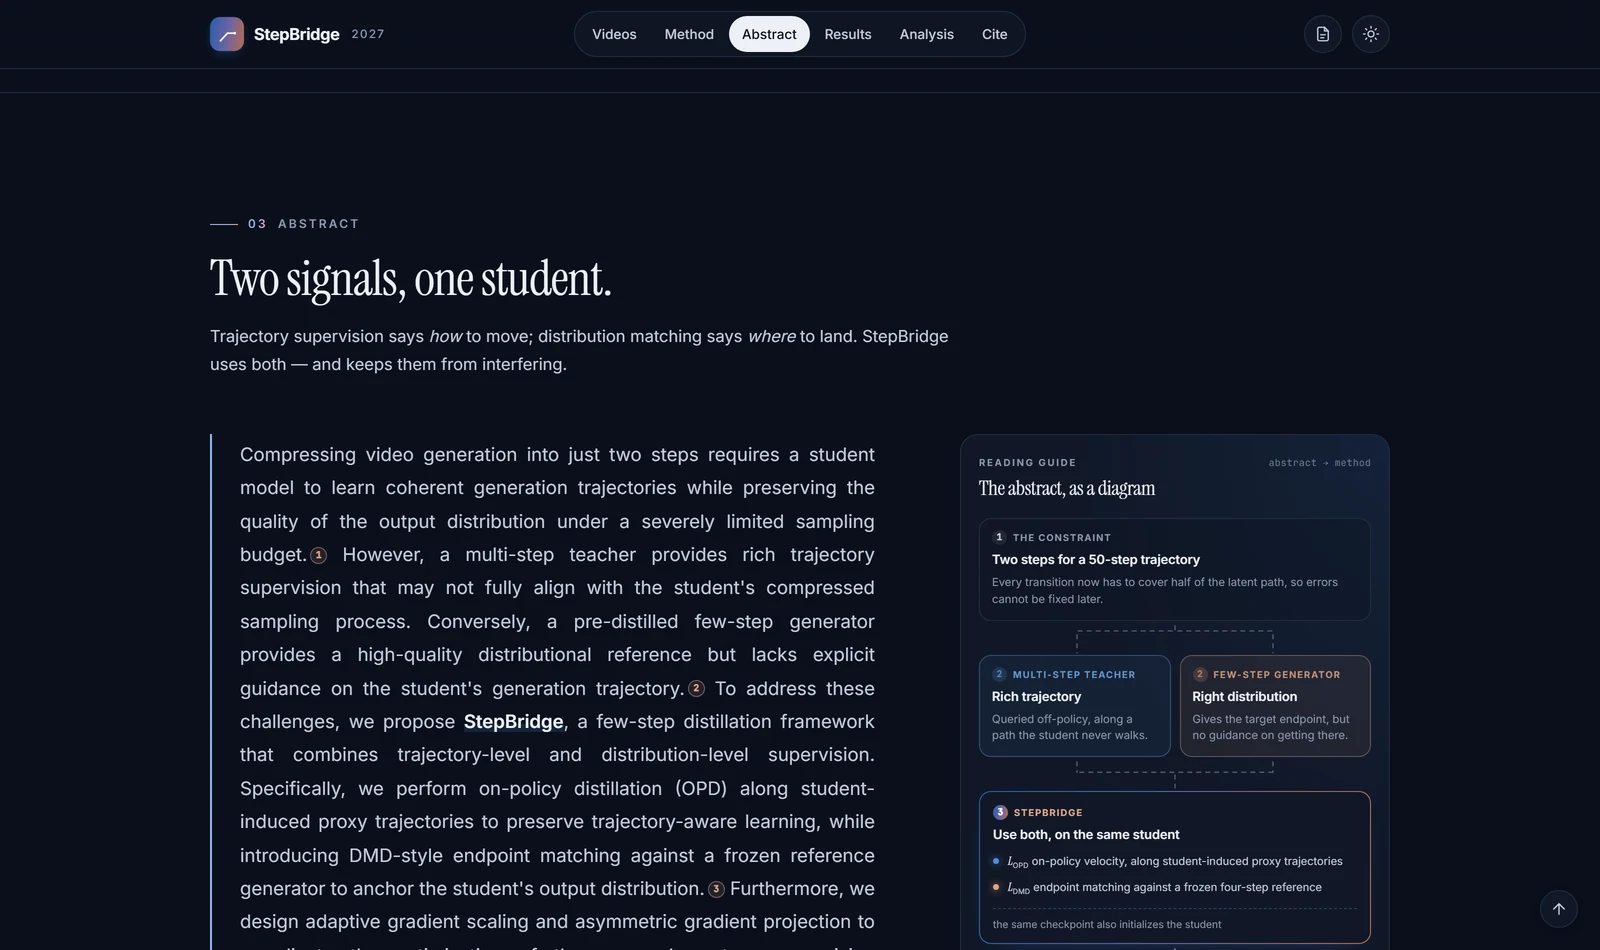 StepBridge 2027
Videos Method Abstract Results Analysis Cite
03 ABSTRACT
Two signals, one student.
Trajectory supervision says how to move; distribution matching says where to land. StepBridge
uses both — and keeps them from interfering.
Compressing video generation into just two steps requires a student
model to learn coherent generation trajectories while preserving the
quality of the output distribution under a severely limited sampling
budget. 1 However, a multi-step teacher provides rich trajectory
supervision that may not fully align with the student's compressed
sampling process. Conversely, a pre-distilled few-step generator
provides a high-quality distributional reference but lacks explicit
guidance on the student's generation trajectory. 2 To address these
challenges, we propose StepBridge, a few-step distillation framework
that combines trajectory-level and distribution-level supervision.
Specifically, we perform on-policy distillation (OPD) along student-
induced proxy trajectories to preserve trajectory-aware learning, while
introducing DMD-style endpoint matching against a frozen reference
generator to anchor the student's output distribution. 3 Furthermore, we
design adaptive gradient scaling and asymmetric gradient projection to
READING GUIDE
abstract → method
The abstract, as a diagram
1 THE CONSTRAINT
Two steps for a 50-step trajectory
Every transition now has to cover half of the latent path, so errors
cannot be fixed later.
2 MULTI-STEP TEACHER
Rich trajectory
Queried off-policy, along a
path the student never walks.
2 FEW-STEP GENERATOR
Right distribution
Gives the target endpoint, but
no guidance on getting there.
3 STEPBRIDGE
Use both, on the same student
L_OPD on-policy velocity, along student-induced proxy trajectories
L_DMD endpoint matching against a frozen four-step reference
the same checkpoint also initializes the student